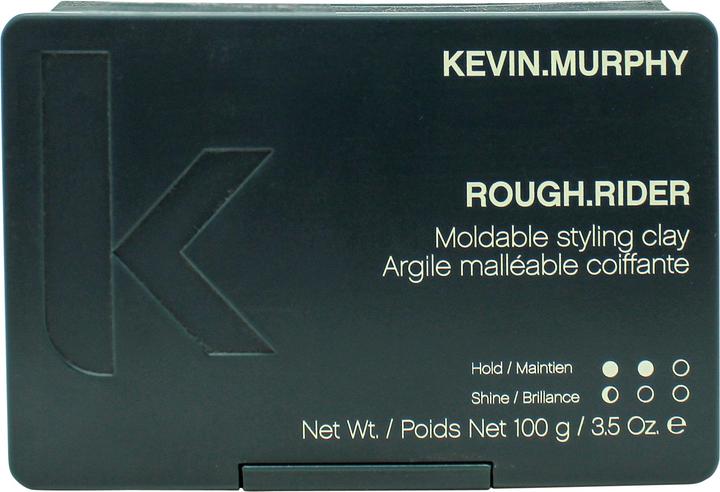 KEVIN.MURPHY
ROUGH.RIDER
Moldable styling clay
Argile malléable coiffante
Hold / Maintien
Shine / Brillance
Net Wt. / Poids Net 100 g / 3.5 Oz. ℮